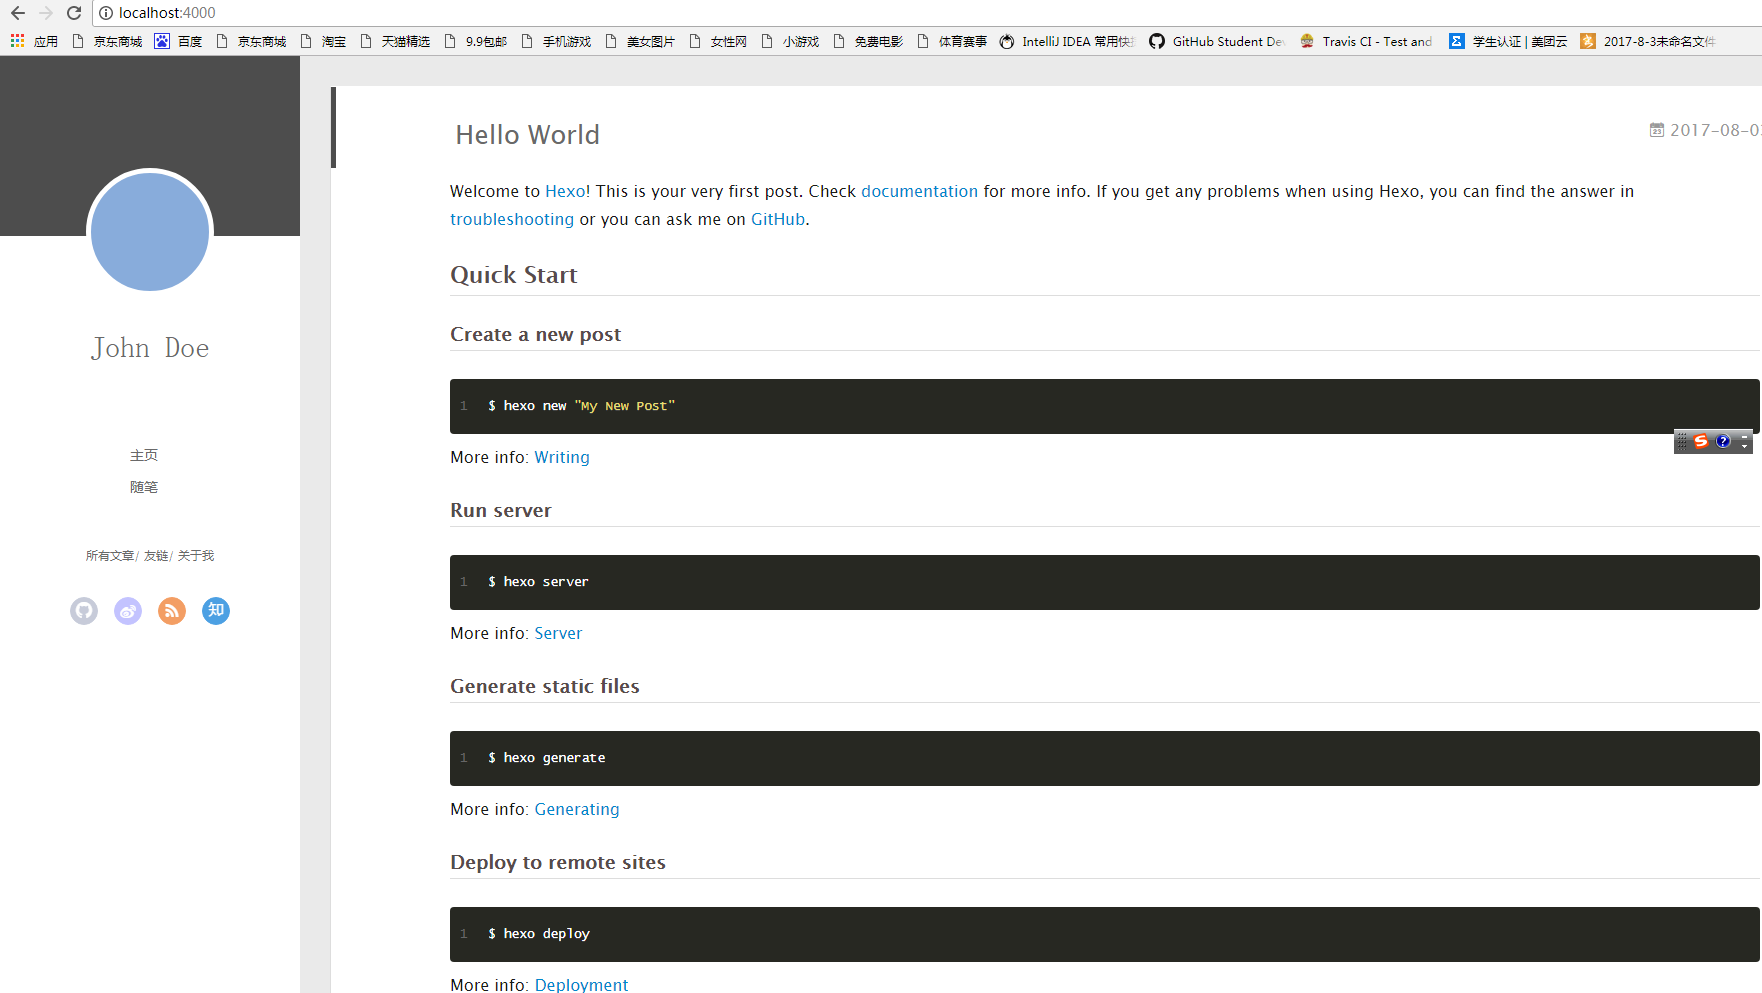 localhost:4000
应用 京东商城 百度 京东商城 淘宝 天猫精选 9.9包邮 手机游戏 美女图片 女性网 小游戏 免费电影 体育赛事 IntelliJ IDEA 常用快 GitHub Student De Travis CI - Test and 学生认证 | 美团云 2017-8-3未命名文件
Hello World
2017-08-0
Welcome to Hexo! This is your very first post. Check documentation for more info. If you get any problems when using Hexo, you can find the answer in
troubleshooting or you can ask me on GitHub.
Quick Start
Create a new post
1 $ hexo new "My New Post"
More info: Writing
Run server
1 $ hexo server
More info: Server
Generate static files
1 $ hexo generate
More info: Generating
Deploy to remote sites
1 $ hexo deploy
More info: Deployment
John Doe
主页
随笔
所有文章/ 友链/ 关于我
知